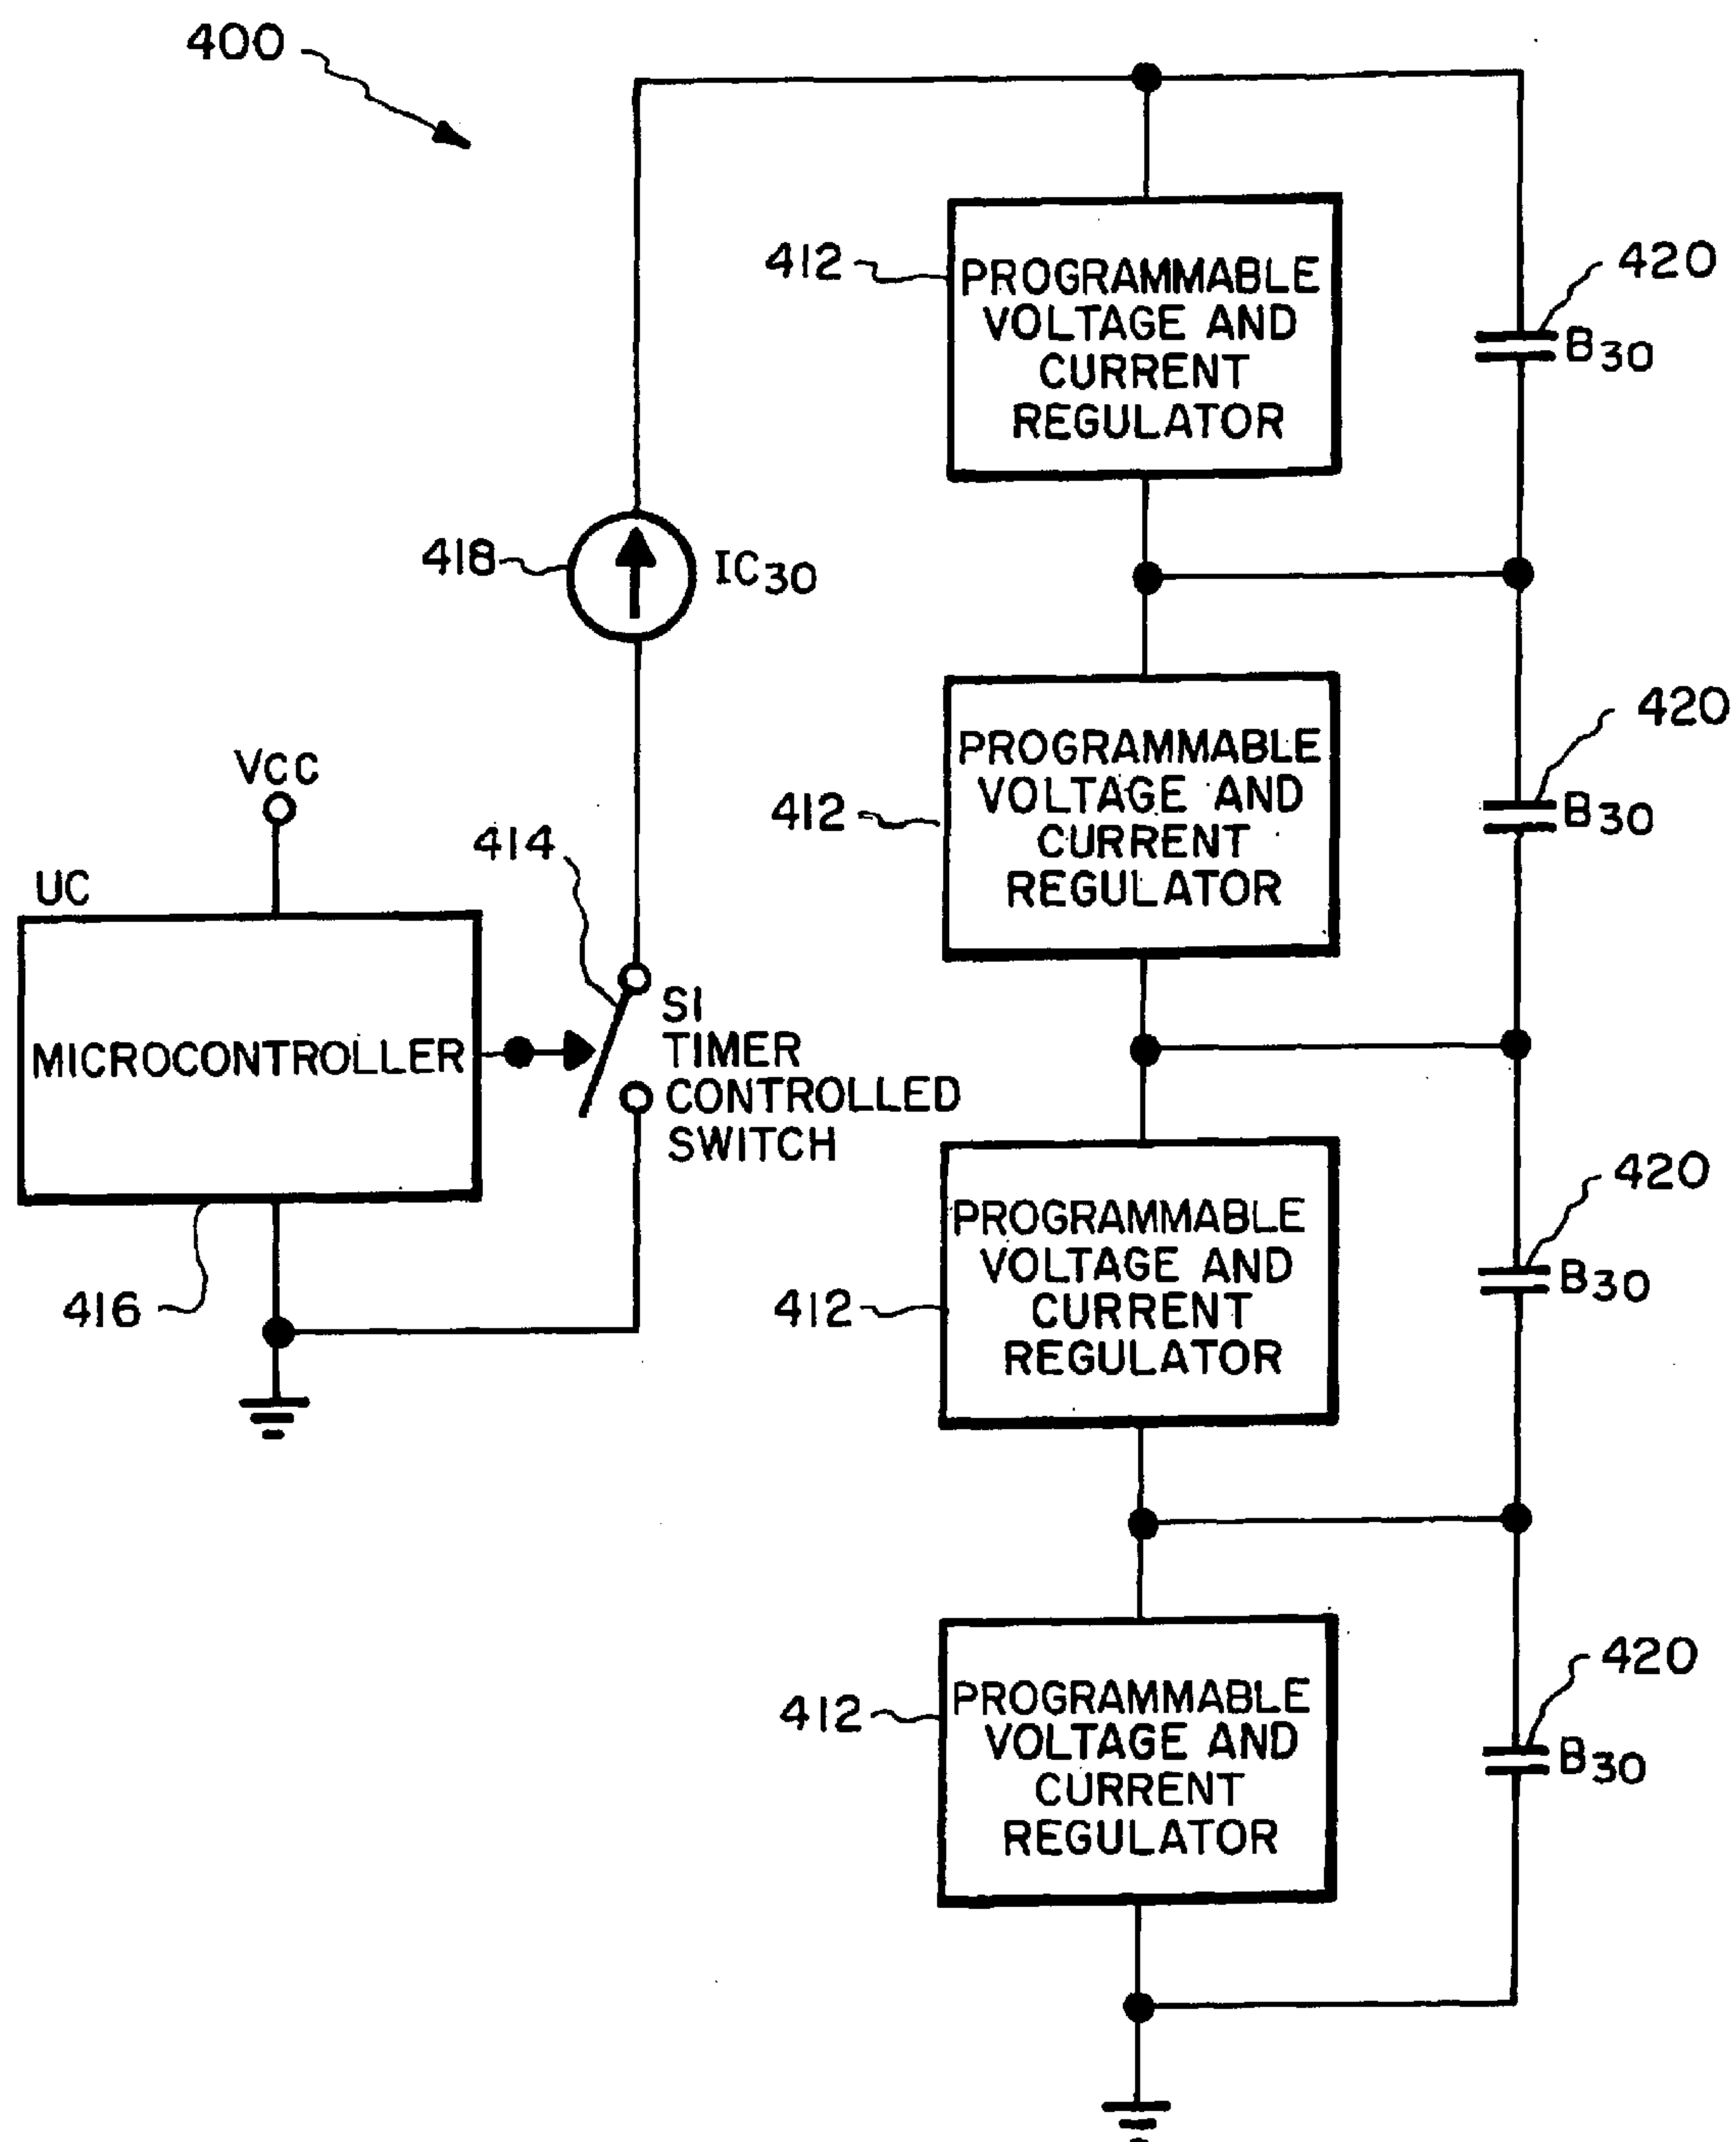 400
412
PROGRAMMABLE
VOLTAGE AND
CURRENT
REGULATOR
420
B30
418
IC30
412
PROGRAMMABLE
VOLTAGE AND
CURRENT
REGULATOR
420
B30
VCC
UC
MICROCONTROLLER
416
414
S1
TIMER
CONTROLLED
SWITCH
412
PROGRAMMABLE
VOLTAGE AND
CURRENT
REGULATOR
420
B30
412
PROGRAMMABLE
VOLTAGE AND
CURRENT
REGULATOR
420
B30